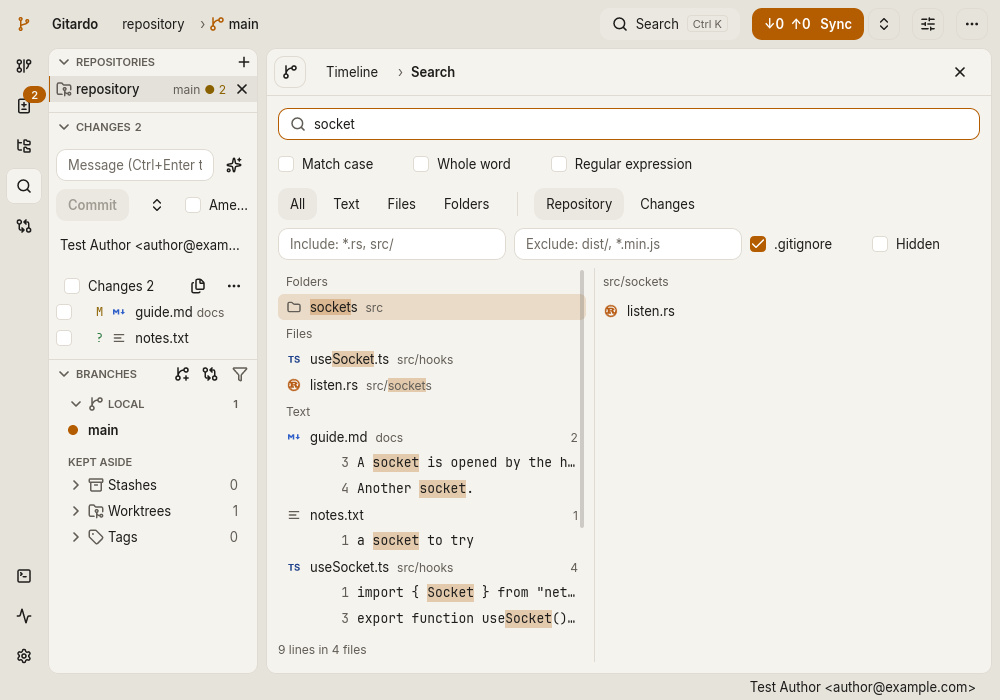 Gitardo
repository
main
Search
Ctrl K
↓0 ↑0 Sync
2
REPOSITORIES
repository main 2
CHANGES 2
Message (Ctrl+Enter t
Commit
Ame...
Test Author <author@exam...
Changes 2
M guide.md docs
? notes.txt
BRANCHES
LOCAL 1
main
KEPT ASIDE
Stashes 0
Worktrees 1
Tags 0
Timeline › Search
socket
Match case
Whole word
Regular expression
All
Text
Files
Folders
Repository
Changes
Include: *.rs, src/
Exclude: dist/, *.min.js
.gitignore
Hidden
Folders
sockets src
Files
TS useSocket.ts src/hooks
listen.rs src/sockets
Text
M↓ guide.md docs 2
3 A socket is opened by the h…
4 Another socket.
notes.txt 1
1 a socket to try
TS useSocket.ts src/hooks 4
1 import { Socket } from "net…
3 export function useSocket()…
9 lines in 4 files
src/sockets
listen.rs
Test Author <author@example.com>